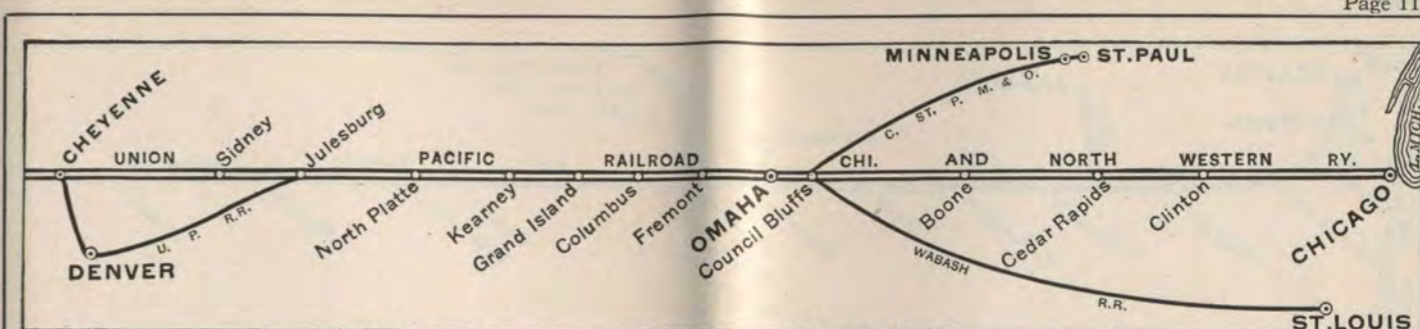 Page 11
MINNEAPOLIS ST. PAUL
C. ST. P. M. & O.
CHEYENNE
Sidney
Julesburg
UNION PACIFIC RAILROAD
CHI. AND NORTH WESTERN RY.
North Platte
Kearney
Grand Island
Columbus
Fremont
OMAHA
Council Bluffs
Boone
Cedar Rapids
Clinton
CHICAGO
U. P. R.R.
DENVER
WABASH R.R.
ST. LOUIS